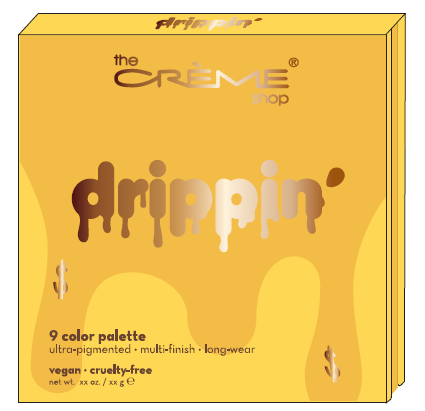 drippin'
the
CRÈME®
shop
drippin'
$
$
9 color palette
ultra-pigmented · multi-finish · long-wear
vegan · cruelty-free
net wt. xx oz. / xx g ℮